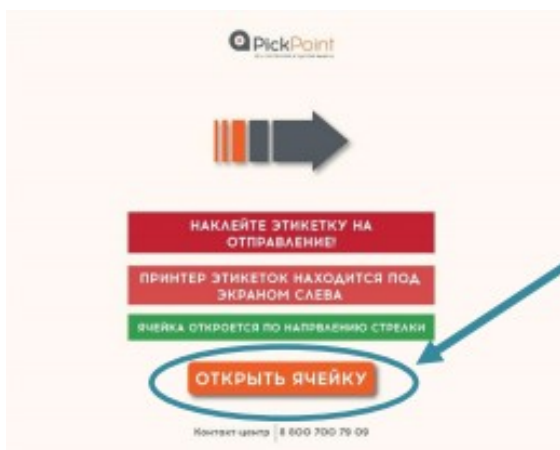 PickPoint
НАКЛЕЙТЕ ЭТИКЕТКУ НА
ОТПРАВЛЕНИЕ!
ПРИНТЕР ЭТИКЕТОК НАХОДИТСЯ ПОД
ЭКРАНОМ СЛЕВА
ЯЧЕЙКА ОТКРОЕТСЯ ПО НАПРВЛЕНИЮ СТРЕЛКИ
ОТКРЫТЬ ЯЧЕЙКУ
Контакт центр | 8 800 700 79 09